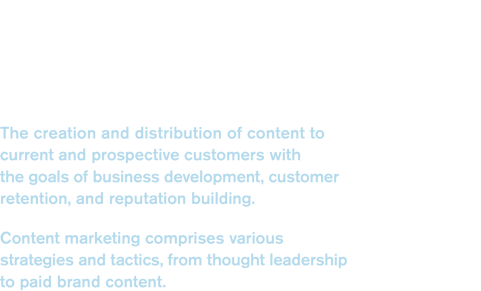 The creation and distribution of content to
current and prospective customers with
the goals of business development, customer
retention, and reputation building.
Content marketing comprises various
strategies and tactics, from thought leadership
to paid brand content.